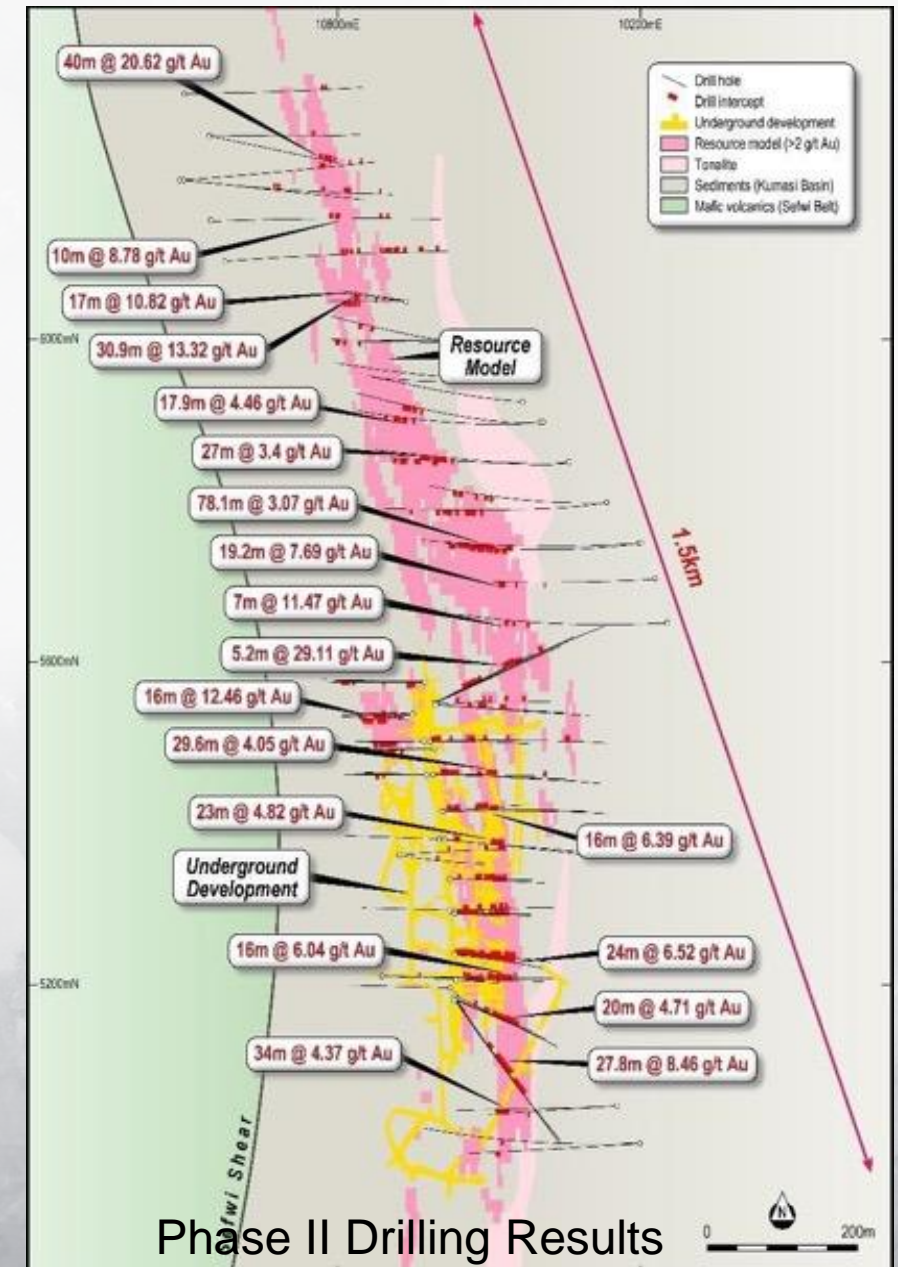 10800mE
10220mE
40m @ 20.62 g/t Au
Drill hole
Drill intercept
Underground development
Resource model (>2 g/t Au)
Tonalite
Sediments (Kumasi Basin)
Mafic volcanics (Sefwi Belt)
10m @ 8.78 g/t Au
17m @ 10.82 g/t Au
6000mN
30.9m @ 13.32 g/t Au
Resource
Model
17.9m @ 4.46 g/t Au
27m @ 3.4 g/t Au
78.1m @ 3.07 g/t Au
19.2m @ 7.69 g/t Au
1.5km
7m @ 11.47 g/t Au
5.2m @ 29.11 g/t Au
5600mN
16m @ 12.46 g/t Au
29.6m @ 4.05 g/t Au
23m @ 4.82 g/t Au
16m @ 6.39 g/t Au
Underground
Development
16m @ 6.04 g/t Au
24m @ 6.52 g/t Au
5200mN
20m @ 4.71 g/t Au
34m @ 4.37 g/t Au
27.8m @ 8.46 g/t Au
Sefwi Shear
N
Phase II Drilling Results
0 200m